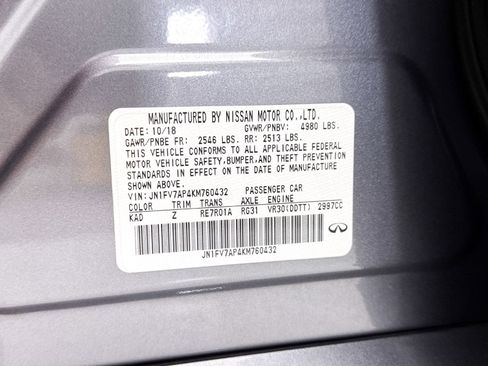 MANUFACTURED BY NISSAN MOTOR CO.,LTD.
DATE: 10/18 GVWR/PNBV: 4980 LBS.
GAWR/PNBE FR: 2546 LBS. RR: 2513 LBS.
THIS VEHICLE CONFORMS TO ALL APPLICABLE FEDERAL
MOTOR VEHICLE SAFETY, BUMPER, AND THEFT PREVENTION
STANDARDS IN EFFECT ON THE DATE OF MANUFACTURE
SHOWN ABOVE.
VIN: JN1FV7AP4KM760432 PASSENGER CAR
COLOR TRIM TRANS AXLE ENGINE
KAD Z RE7R01A RG31 VR30(DDTT) 2997CC
JN1FV7AP4KM760432